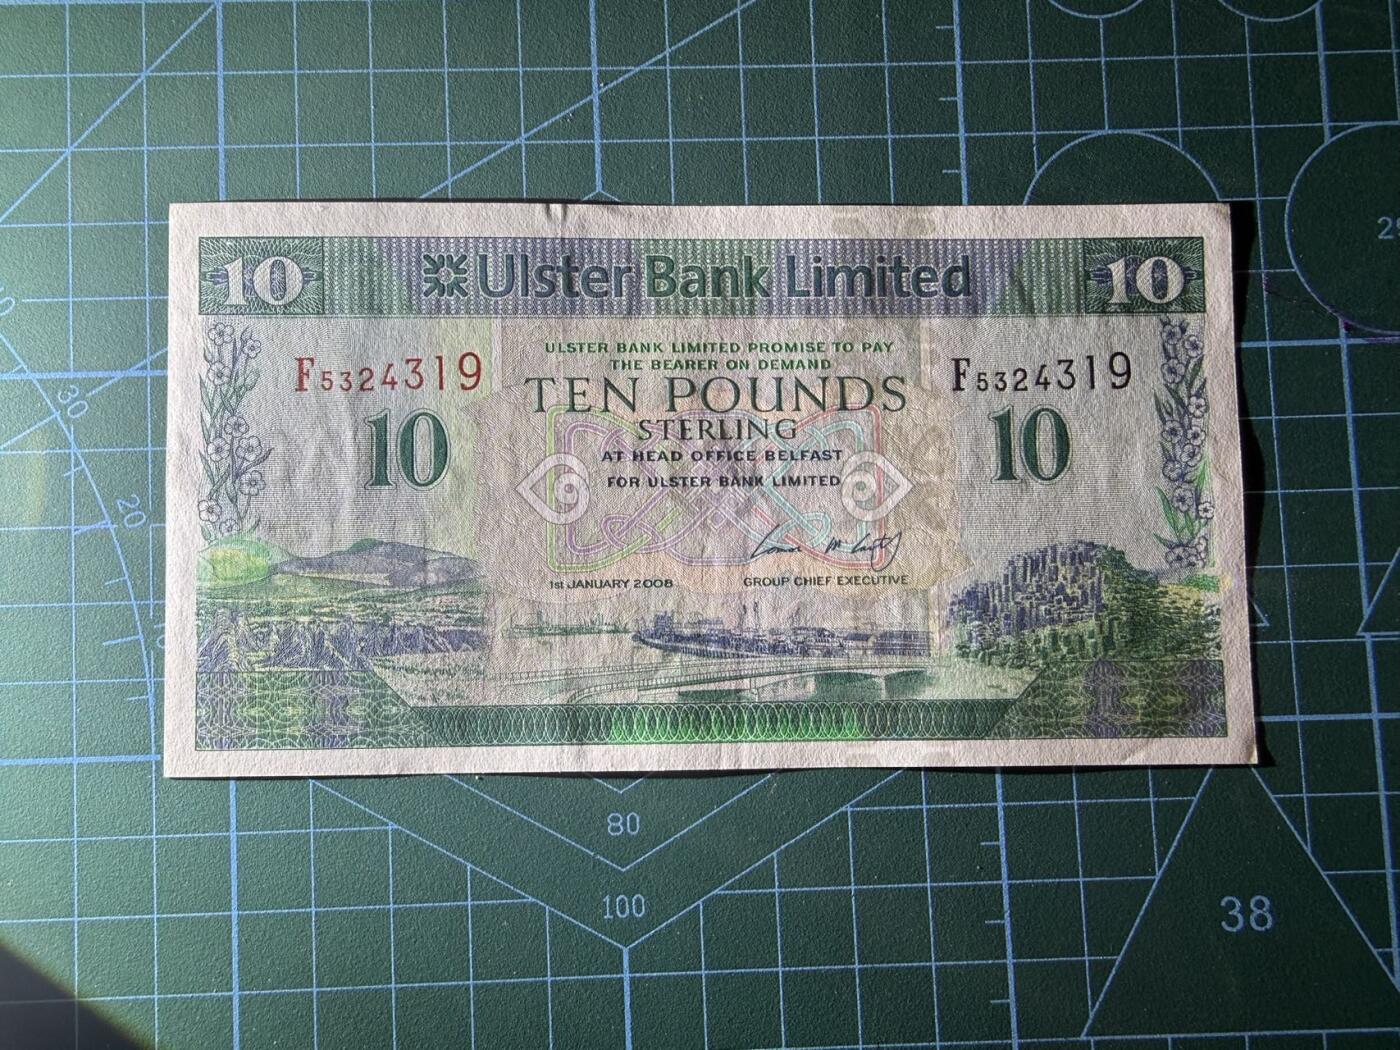 10 Ulster Bank Limited 10
ULSTER BANK LIMITED PROMISE TO PAY
THE BEARER ON DEMAND
F5324319 F5324319
TEN POUNDS
10 STERLING 10
AT HEAD OFFICE BELFAST
FOR ULSTER BANK LIMITED
1st JANUARY 2008 GROUP CHIEF EXECUTIVE
30
20
80
100
38